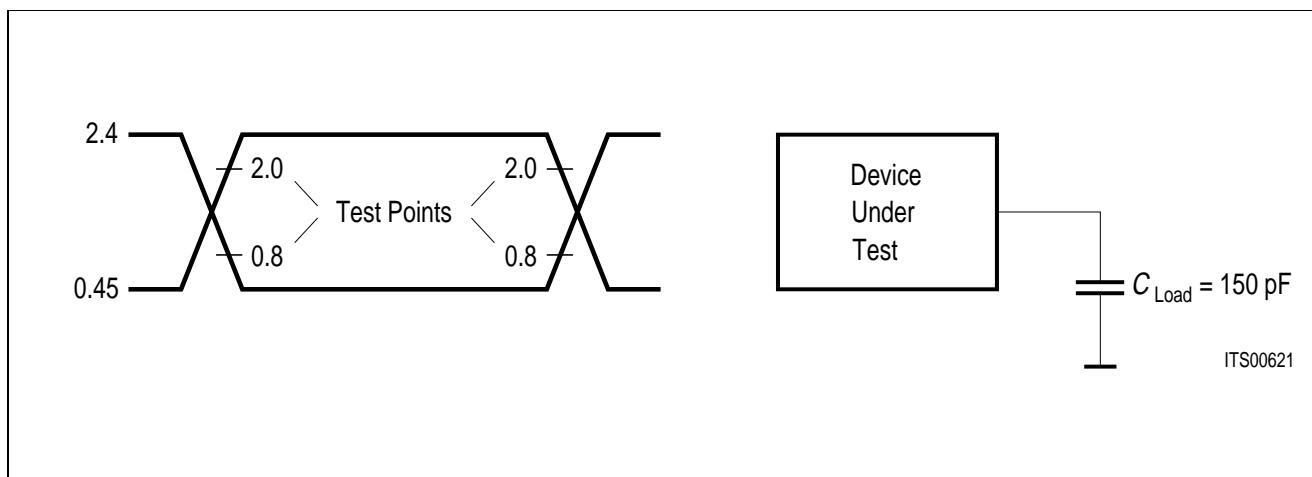 2.4
2.0
2.0
Test Points
0.8
0.8
0.45
Device
Under
Test
C Load = 150 pF
ITS00621